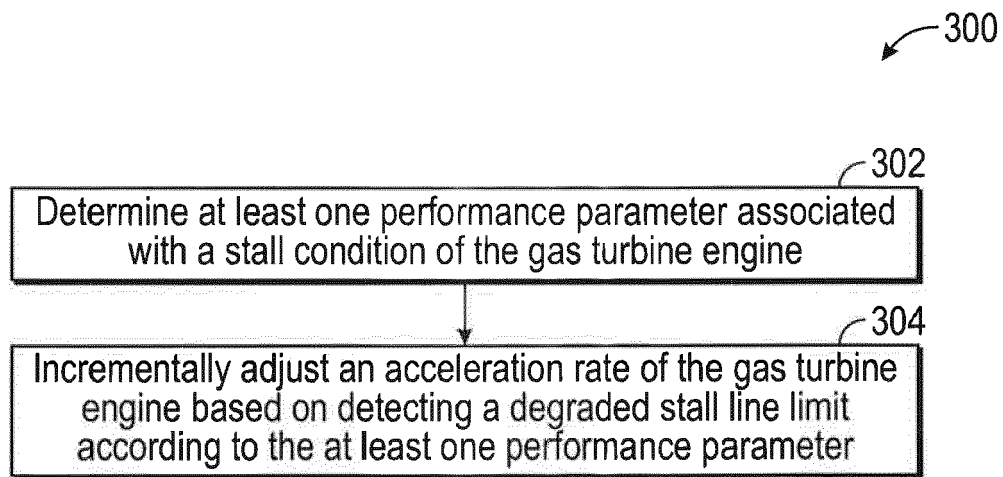 300
302
Determine at least one performance parameter associated
with a stall condition of the gas turbine engine
304
Incrementally adjust an acceleration rate of the gas turbine
engine based on detecting a degraded stall line limit
according to the at least one performance parameter